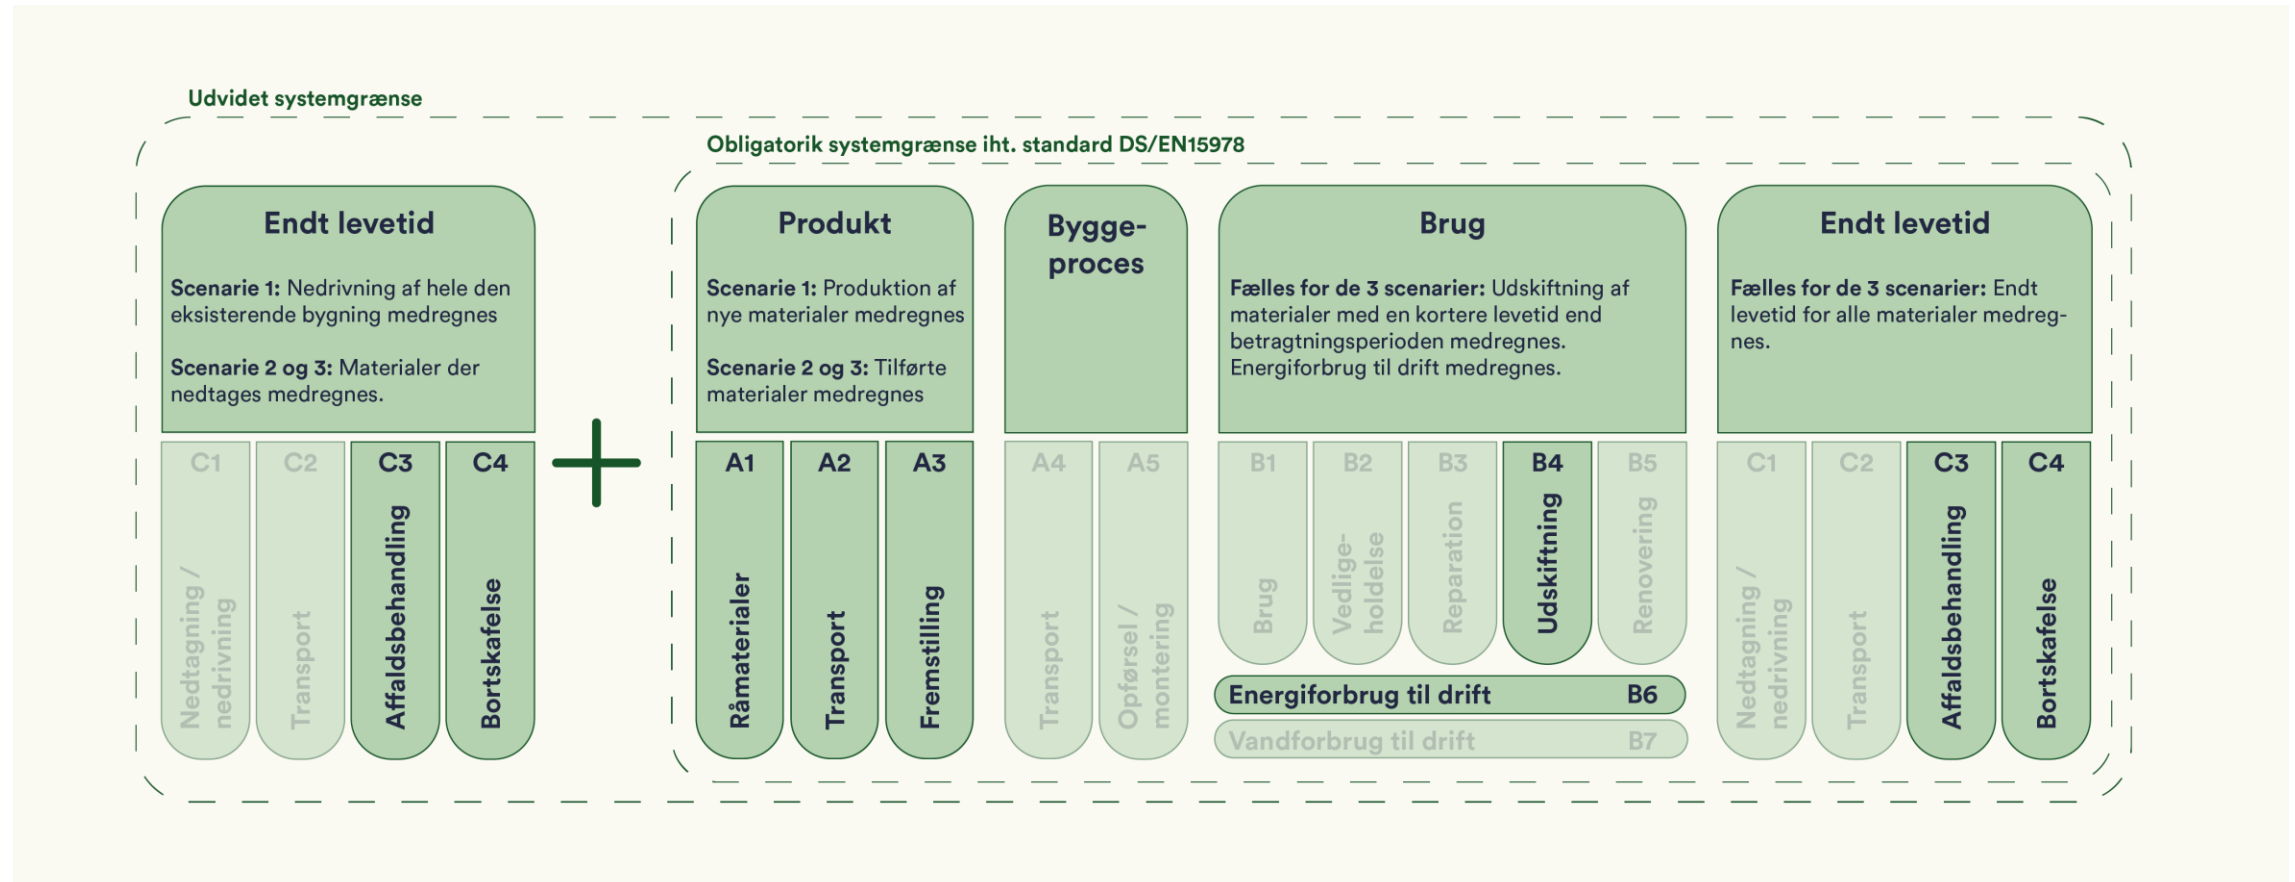 Udvidet systemgrænse
Obligatorik systemgrænse iht. standard DS/EN15978
Endt levetid
Scenarie 1: Nedrivning af hele den
eksisterende bygning medregnes
Scenarie 2 og 3: Materialer der
nedtages medregnes.
C1
Nedtagning /
nedrivning
C2
Transport
C3
Affaldsbehandling
C4
Bortskafelse
+
Produkt
Scenarie 1: Produktion af
nye materialer medregnes
Scenarie 2 og 3: Tilførte
materialer medregnes
A1
Råmaterialer
A2
Transport
A3
Fremstilling
Bygge-
proces
A4
Transport
A5
Opførsel /
montering
Brug
Fælles for de 3 scenarier: Udskiftning af
materialer med en kortere levetid end
betragtningsperioden medregnes.
Energiforbrug til drift medregnes.
B1
Brug
B2
Vedlige-
holdelse
B3
Reparation
B4
Udskiftning
B5
Renovering
Energiforbrug til drift B6
Vandforbrug til drift B7
Endt levetid
Fælles for de 3 scenarier: Endt
levetid for alle materialer medreg-
nes.
C1
Nedtagning /
nedrivning
C2
Transport
C3
Affaldsbehandling
C4
Bortskafelse